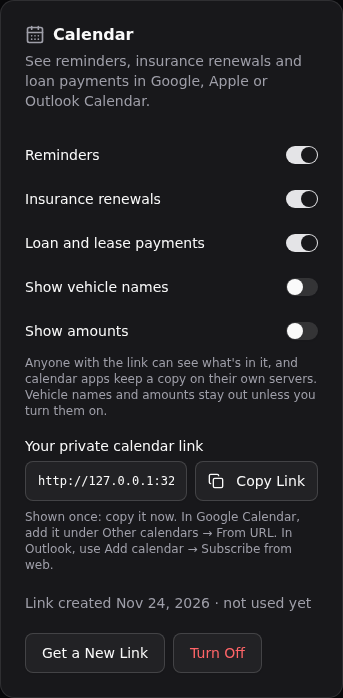 Calendar
See reminders, insurance renewals and
loan payments in Google, Apple or
Outlook Calendar.
Reminders
Insurance renewals
Loan and lease payments
Show vehicle names
Show amounts
Anyone with the link can see what's in it, and
calendar apps keep a copy on their own servers.
Vehicle names and amounts stay out unless you
turn them on.
Your private calendar link
http://127.0.0.1:32
Copy Link
Shown once: copy it now. In Google Calendar,
add it under Other calendars → From URL. In
Outlook, use Add calendar → Subscribe from
web.
Link created Nov 24, 2026 · not used yet
Get a New Link
Turn Off